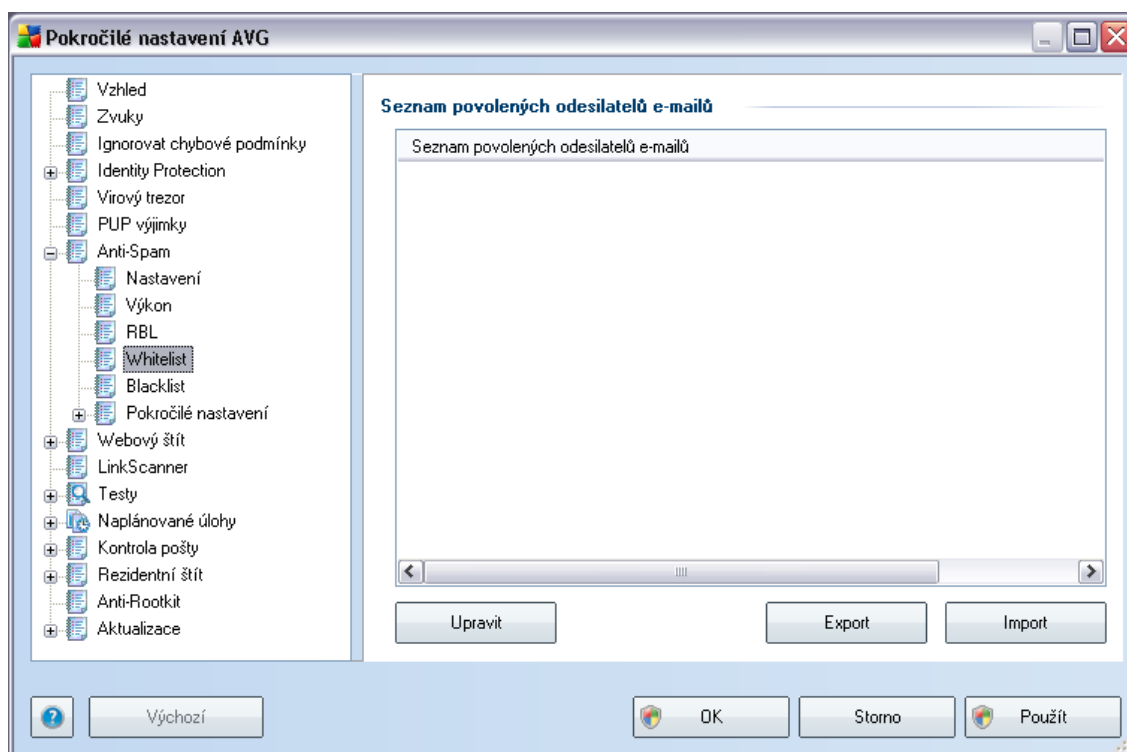 Pokročilé nastavení AVG
Vzhled
Zvuky
Ignorovat chybové podmínky
Identity Protection
Virový trezor
PUP výjimky
Anti-Spam
Nastavení
Výkon
RBL
Whitelist
Blacklist
Pokročilé nastavení
Webový štít
LinkScanner
Testy
Naplánované úlohy
Kontrola pošty
Rezidentní štít
Anti-Rootkit
Aktualizace
Seznam povolených odesilatelů e-mailů
Seznam povolených odesilatelů e-mailů
Upravit
Export
Import
Výchozí
OK
Storno
Použít